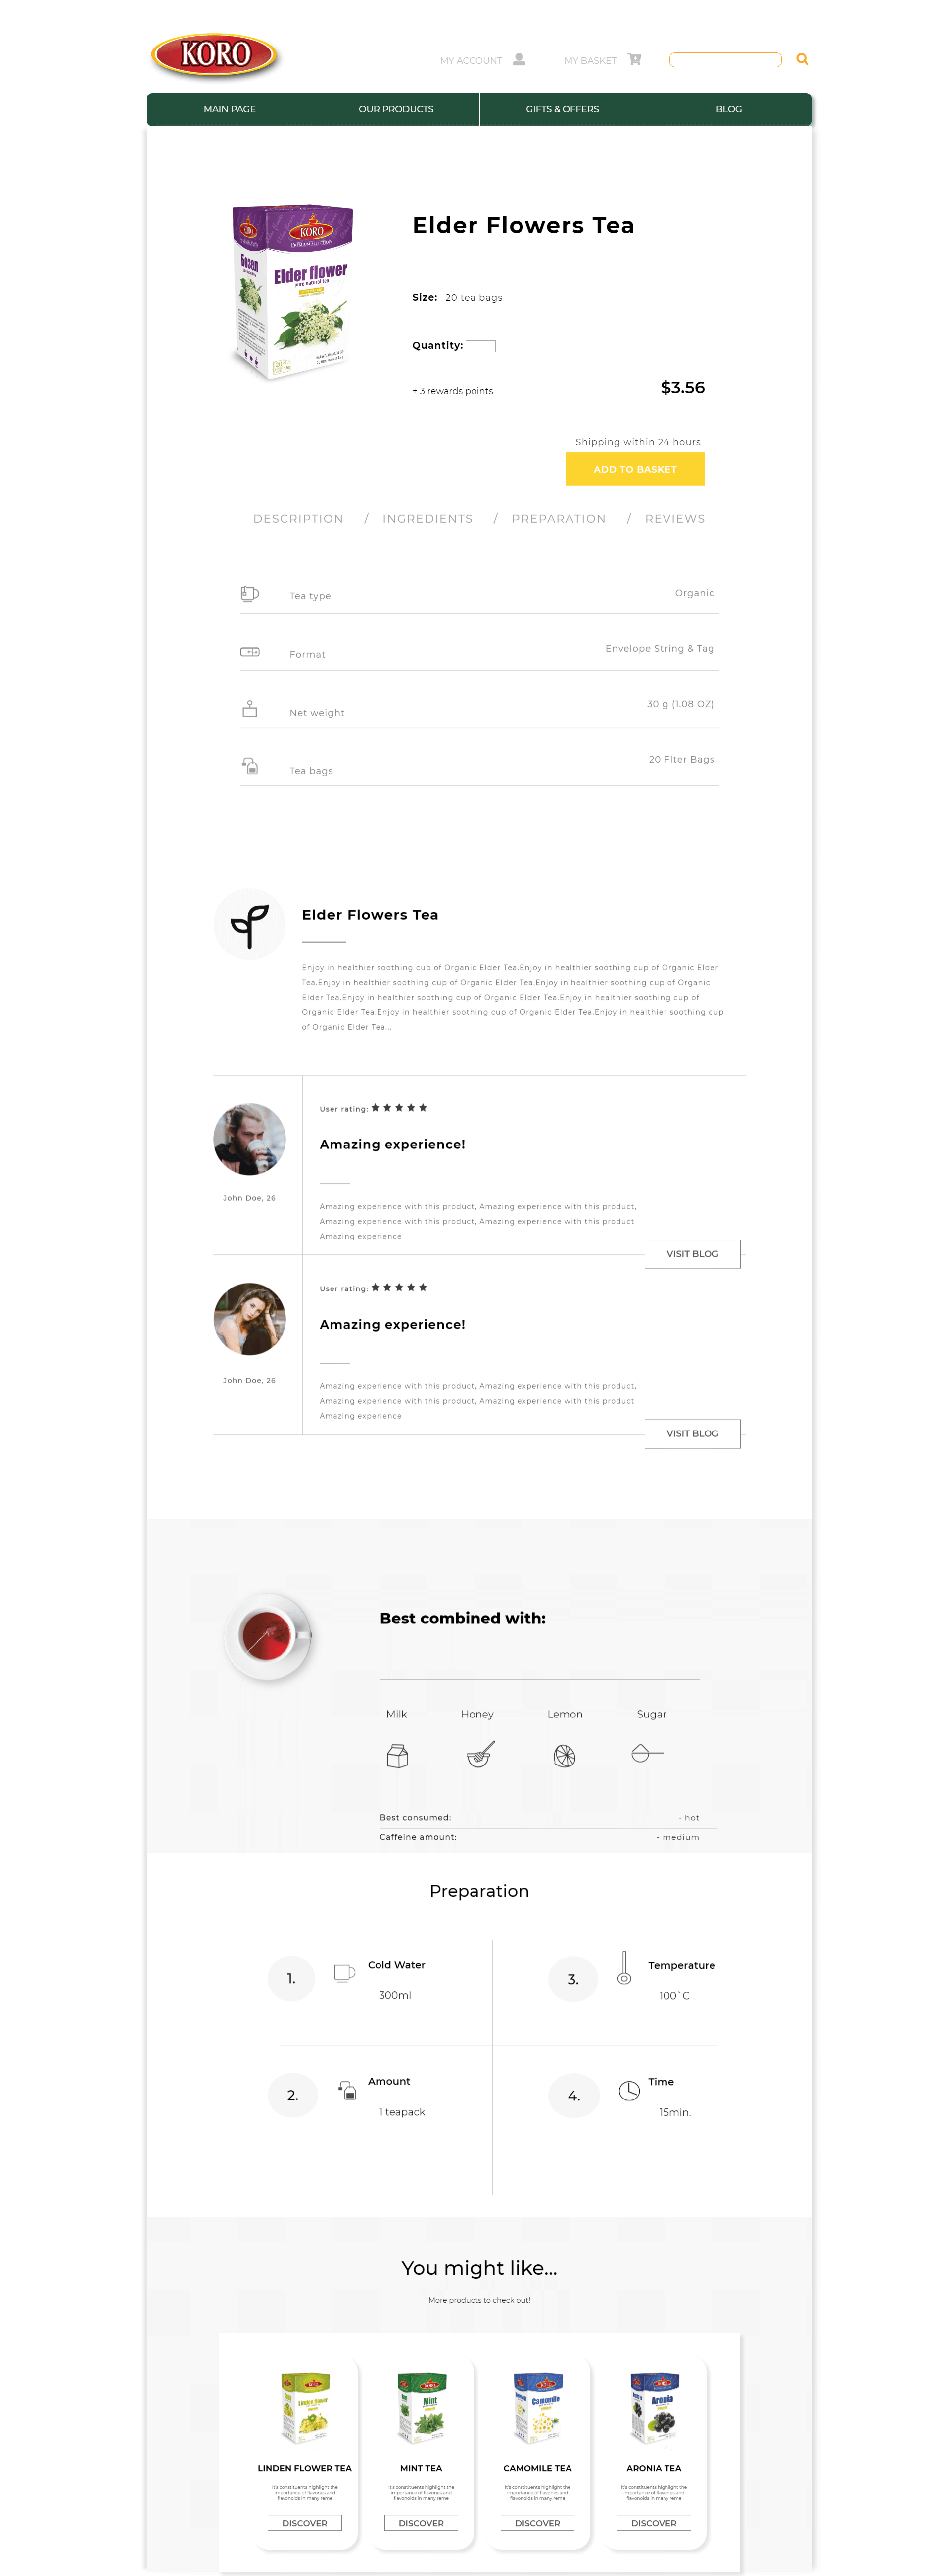 KORO
MY ACCOUNT
MY BASKET
MAIN PAGE
OUR PRODUCTS
GIFTS & OFFERS
BLOG
KORO
PREMIUM SELECTION
Бозел
Elder flower
pure natural tea
Elder Flowers Tea
Size: 20 tea bags
Quantity:
+ 3 rewards points
$3.56
Shipping within 24 hours
ADD TO BASKET
DESCRIPTION / INGREDIENTS / PREPARATION / REVIEWS
Tea type
Organic
Format
Envelope String & Tag
Net weight
30 g (1.08 OZ)
Tea bags
20 Flter Bags
Elder Flowers Tea
Enjoy in healthier soothing cup of Organic Elder Tea.Enjoy in healthier soothing cup of Organic Elder
Tea.Enjoy in healthier soothing cup of Organic Elder Tea.Enjoy in healthier soothing cup of Organic
Elder Tea.Enjoy in healthier soothing cup of Organic Elder Tea.Enjoy in healthier soothing cup of
Organic Elder Tea.Enjoy in healthier soothing cup of Organic Elder Tea.Enjoy in healthier soothing cup
of Organic Elder Tea...
User rating:
Amazing experience!
John Doe, 26
Amazing experience with this product, Amazing experience with this product,
Amazing experience with this product, Amazing experience with this product
Amazing experience
VISIT BLOG
User rating:
Amazing experience!
John Doe, 26
Amazing experience with this product, Amazing experience with this product,
Amazing experience with this product, Amazing experience with this product
Amazing experience
VISIT BLOG
Best combined with:
Milk
Honey
Lemon
Sugar
Best consumed:
- hot
Caffeine amount:
- medium
Preparation
1.
Cold Water
300ml
3.
Temperature
100`C
2.
Amount
1 teapack
4.
Time
15min.
You might like...
More products to check out!
KORO
Linden flower
KORO
Mint
KORO
Camomile
KORO
Aronia
LINDEN FLOWER TEA
It's constituents highlight the
importance of flavones and
flavonoids in many reme
DISCOVER
MINT TEA
It's constituents highlight the
importance of flavones and
flavonoids in many reme
DISCOVER
CAMOMILE TEA
It's constituents highlight the
importance of flavones and
flavonoids in many reme
DISCOVER
ARONIA TEA
It's constituents highlight the
importance of flavones and
flavonoids in many reme
DISCOVER